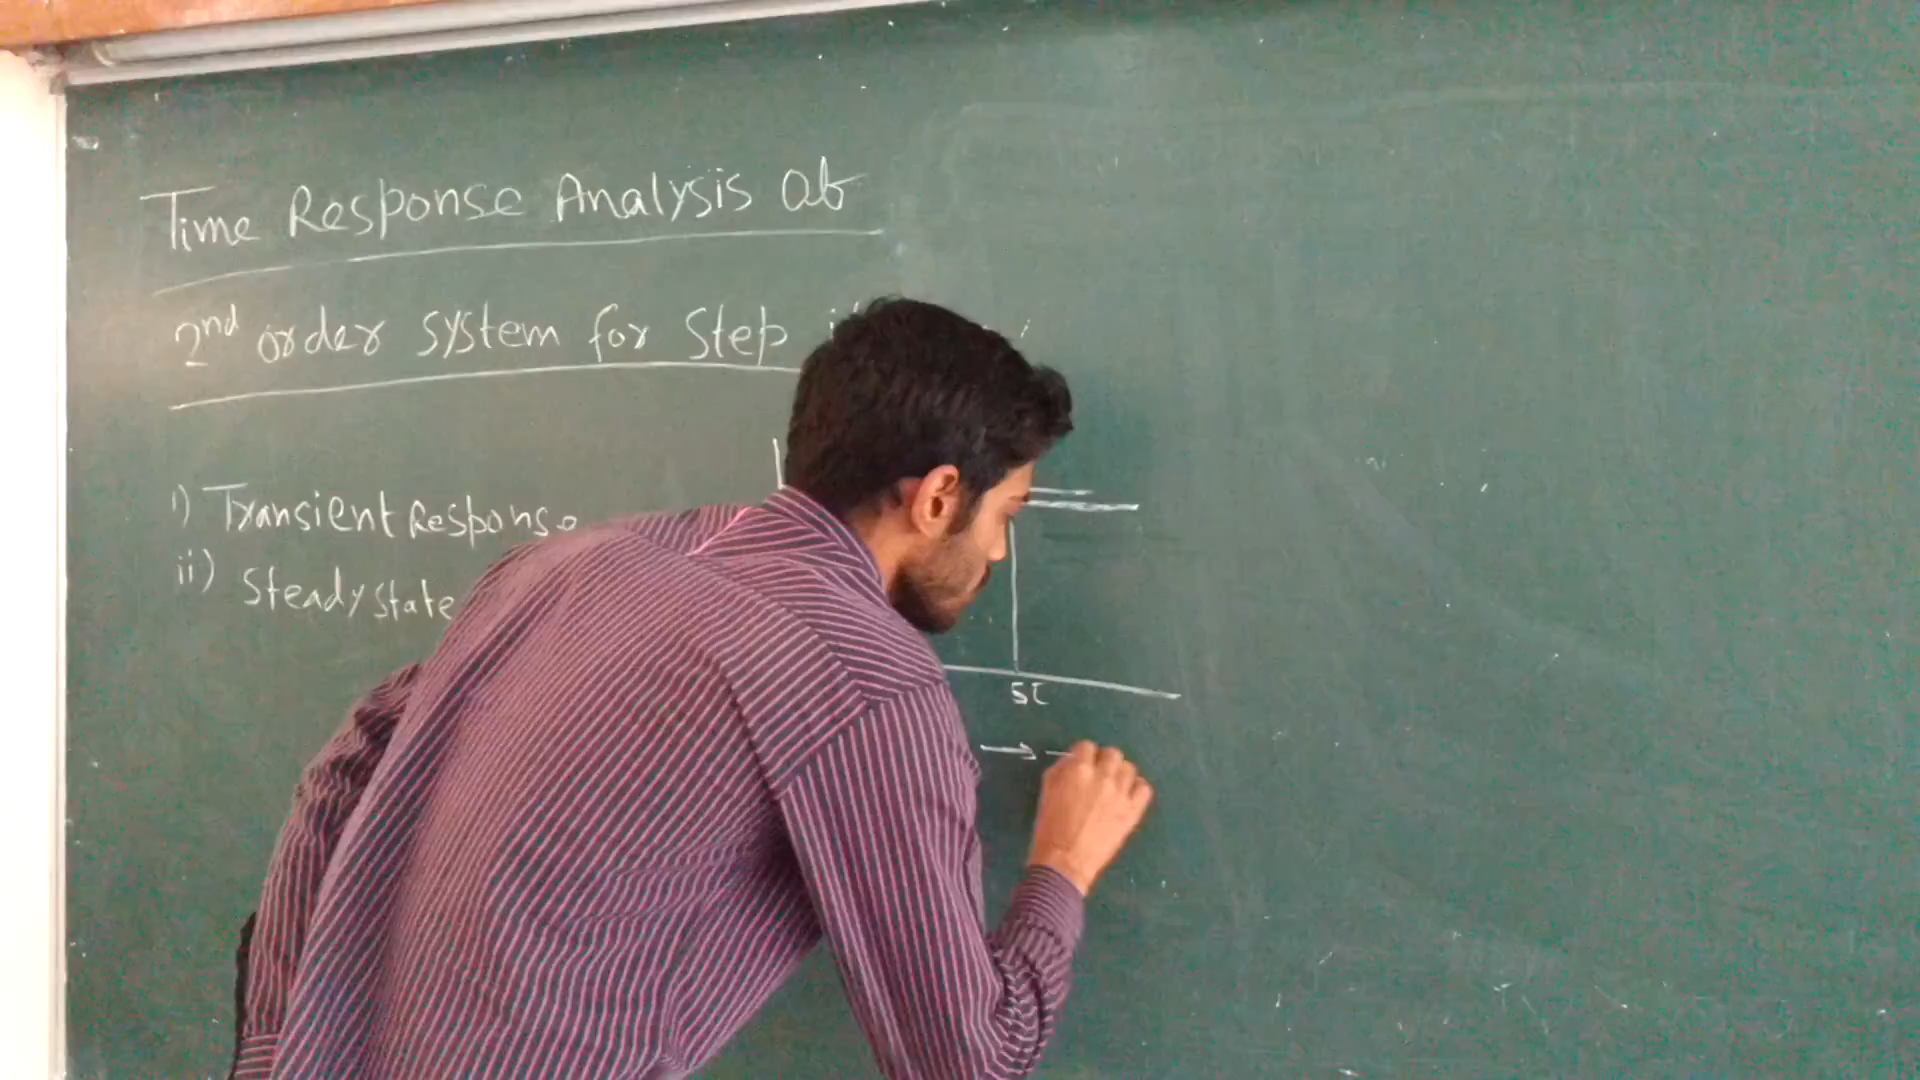 Time Response Analysis of
2nd order system for Step
i) Transient Response
ii) Steady state
5τ